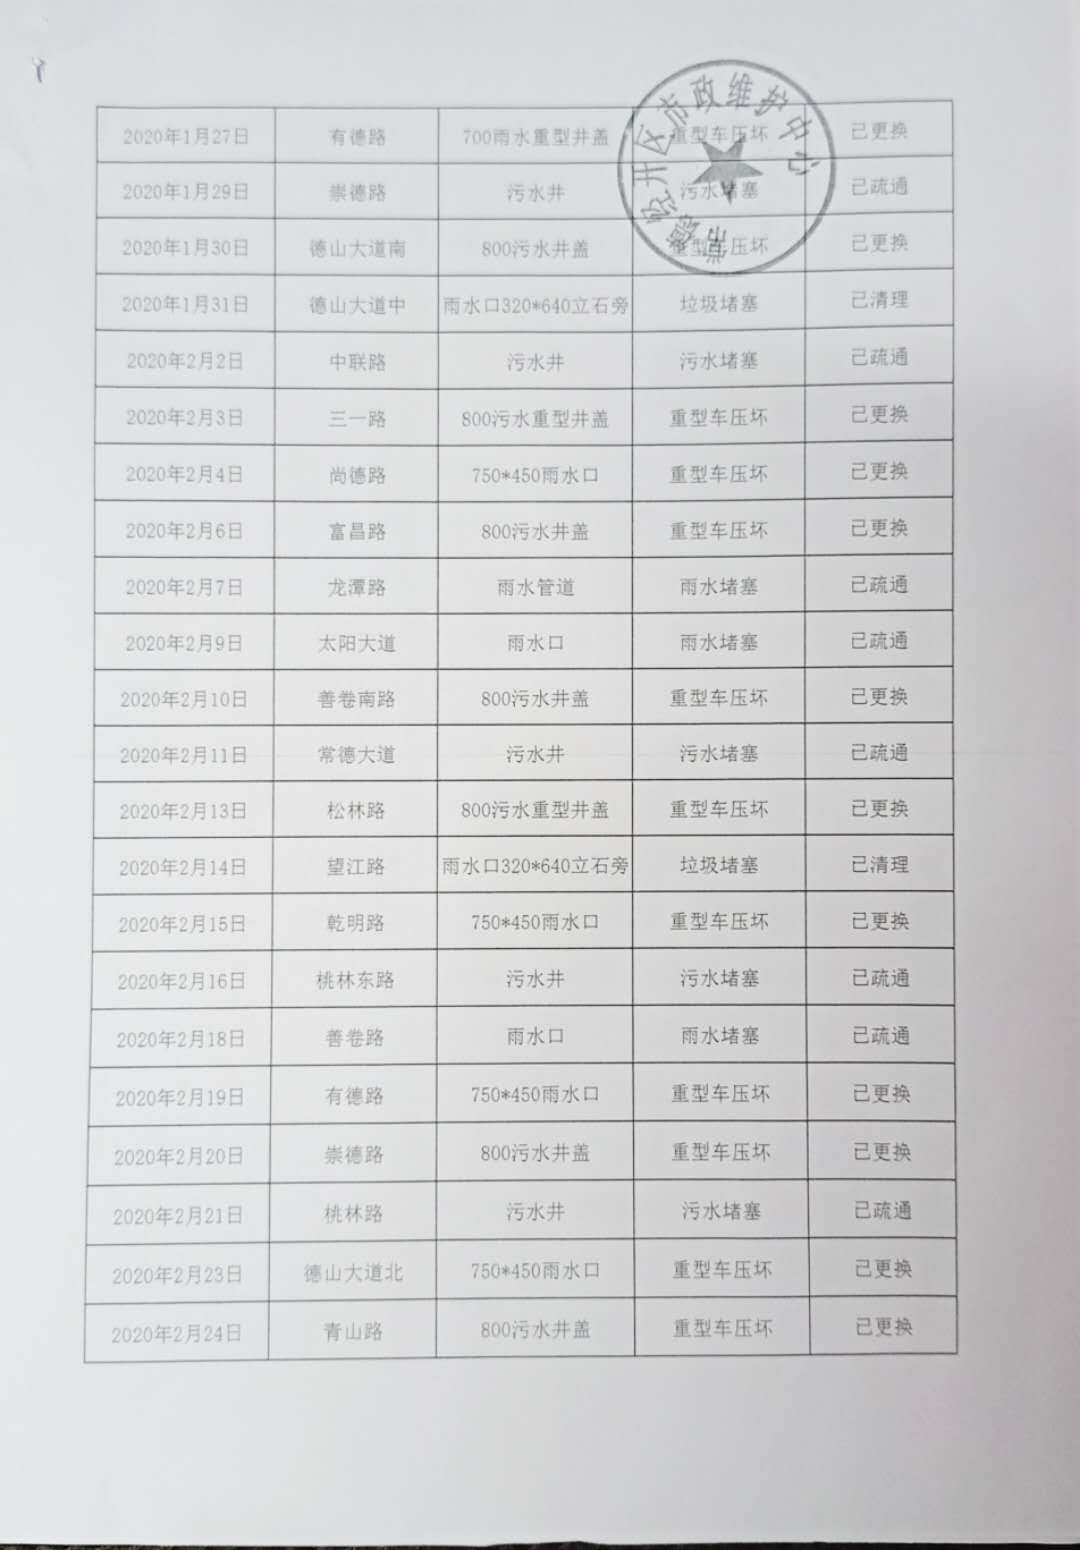 常德经开区市政维护中心
2020年1月27日 有德路 700雨水重型井盖 重型车压坏 已更换
2020年1月29日 崇德路 污水井 污水堵塞 已疏通
2020年1月30日 德山大道南 800污水井盖 重型车压坏 已更换
2020年1月31日 德山大道中 雨水口320*640立石旁 垃圾堵塞 已清理
2020年2月2日 中联路 污水井 污水堵塞 已疏通
2020年2月3日 三一路 800污水重型井盖 重型车压坏 已更换
2020年2月4日 尚德路 750*450雨水口 重型车压坏 已更换
2020年2月6日 富昌路 800污水井盖 重型车压坏 已更换
2020年2月7日 龙潭路 雨水管道 雨水堵塞 已疏通
2020年2月9日 太阳大道 雨水口 雨水堵塞 已疏通
2020年2月10日 善卷南路 800污水井盖 重型车压坏 已更换
2020年2月11日 常德大道 污水井 污水堵塞 已疏通
2020年2月13日 松林路 800污水重型井盖 重型车压坏 已更换
2020年2月14日 望江路 雨水口320*640立石旁 垃圾堵塞 已清理
2020年2月15日 乾明路 750*450雨水口 重型车压坏 已更换
2020年2月16日 桃林东路 污水井 污水堵塞 已疏通
2020年2月18日 善卷路 雨水口 雨水堵塞 已疏通
2020年2月19日 有德路 750*450雨水口 重型车压坏 已更换
2020年2月20日 崇德路 800污水井盖 重型车压坏 已更换
2020年2月21日 桃林路 污水井 污水堵塞 已疏通
2020年2月23日 德山大道北 750*450雨水口 重型车压坏 已更换
2020年2月24日 青山路 800污水井盖 重型车压坏 已更换